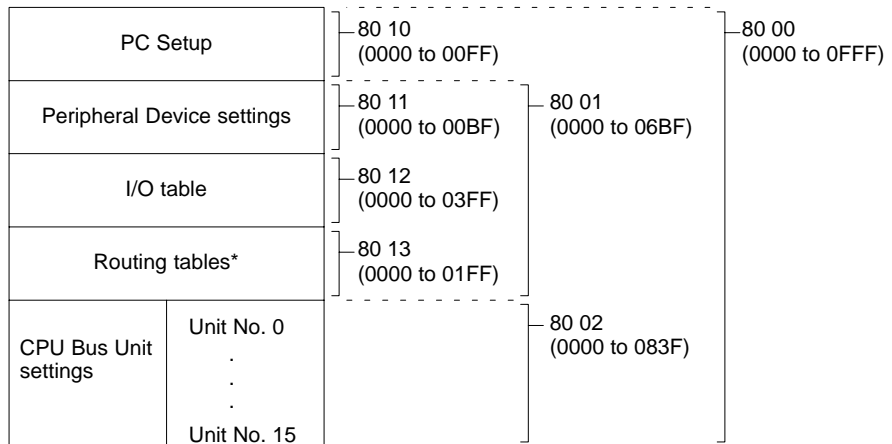 PC Setup
80 10
(0000 to 00FF)
80 00
(0000 to 0FFF)
Peripheral Device settings
80 11
(0000 to 00BF)
80 01
(0000 to 06BF)
I/O table
80 12
(0000 to 03FF)
Routing tables*
80 13
(0000 to 01FF)
CPU Bus Unit
settings
Unit No. 0
.
.
.
Unit No. 15
80 02
(0000 to 083F)